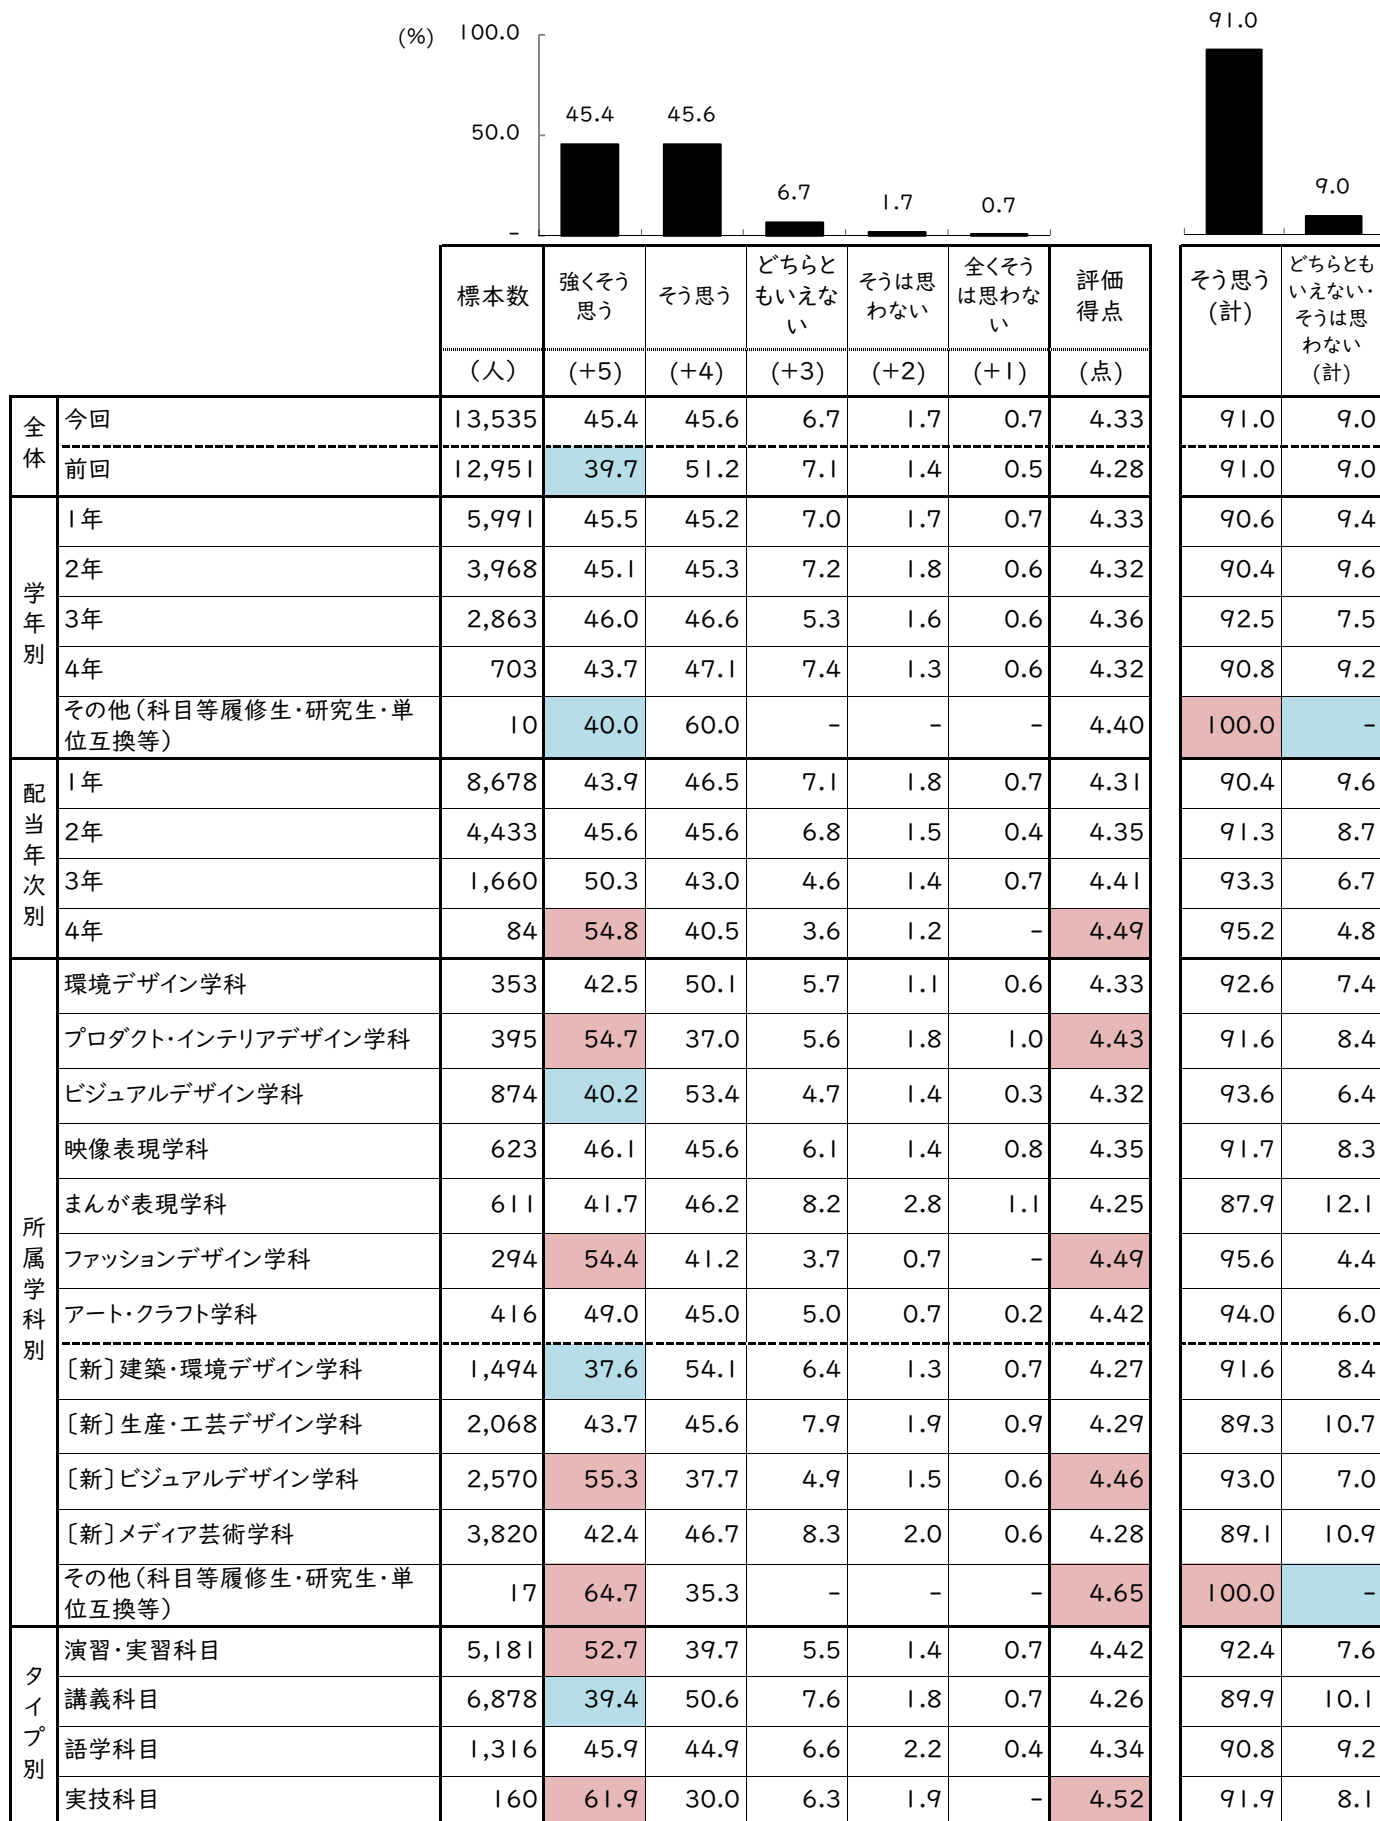 (%) 100.0
50.0
-
45.4 45.6 6.7 1.7 0.7
91.0 9.0
標本数 強くそう思う そう思う どちらともいえない そうは思わない 全くそうは思わない 評価得点 そう思う(計) どちらともいえない・そうは思わない(計)
(人) (+5) (+4) (+3) (+2) (+1) (点)
全体
今回 13,535 45.4 45.6 6.7 1.7 0.7 4.33 91.0 9.0
前回 12,951 39.7 51.2 7.1 1.4 0.5 4.28 91.0 9.0
学年別
1年 5,991 45.5 45.2 7.0 1.7 0.7 4.33 90.6 9.4
2年 3,968 45.1 45.3 7.2 1.8 0.6 4.32 90.4 9.6
3年 2,863 46.0 46.6 5.3 1.6 0.6 4.36 92.5 7.5
4年 703 43.7 47.1 7.4 1.3 0.6 4.32 90.8 9.2
その他(科目等履修生・研究生・単位互換等) 10 40.0 60.0 - - - 4.40 100.0 -
配当年次別
1年 8,678 43.9 46.5 7.1 1.8 0.7 4.31 90.4 9.6
2年 4,433 45.6 45.6 6.8 1.5 0.4 4.35 91.3 8.7
3年 1,660 50.3 43.0 4.6 1.4 0.7 4.41 93.3 6.7
4年 84 54.8 40.5 3.6 1.2 - 4.49 95.2 4.8
所属学科別
環境デザイン学科 353 42.5 50.1 5.7 1.1 0.6 4.33 92.6 7.4
プロダクト・インテリアデザイン学科 395 54.7 37.0 5.6 1.8 1.0 4.43 91.6 8.4
ビジュアルデザイン学科 874 40.2 53.4 4.7 1.4 0.3 4.32 93.6 6.4
映像表現学科 623 46.1 45.6 6.1 1.4 0.8 4.35 91.7 8.3
まんが表現学科 611 41.7 46.2 8.2 2.8 1.1 4.25 87.9 12.1
ファッションデザイン学科 294 54.4 41.2 3.7 0.7 - 4.49 95.6 4.4
アート・クラフト学科 416 49.0 45.0 5.0 0.7 0.2 4.42 94.0 6.0
〔新〕建築・環境デザイン学科 1,494 37.6 54.1 6.4 1.3 0.7 4.27 91.6 8.4
〔新〕生産・工芸デザイン学科 2,068 43.7 45.6 7.9 1.9 0.9 4.29 89.3 10.7
〔新〕ビジュアルデザイン学科 2,570 55.3 37.7 4.9 1.5 0.6 4.46 93.0 7.0
〔新〕メディア芸術学科 3,820 42.4 46.7 8.3 2.0 0.6 4.28 89.1 10.9
その他(科目等履修生・研究生・単位互換等) 17 64.7 35.3 - - - 4.65 100.0 -
タイプ別
演習・実習科目 5,181 52.7 39.7 5.5 1.4 0.7 4.42 92.4 7.6
講義科目 6,878 39.4 50.6 7.6 1.8 0.7 4.26 89.9 10.1
語学科目 1,316 45.9 44.9 6.6 2.2 0.4 4.34 90.8 9.2
実技科目 160 61.9 30.0 6.3 1.9 - 4.52 91.9 8.1